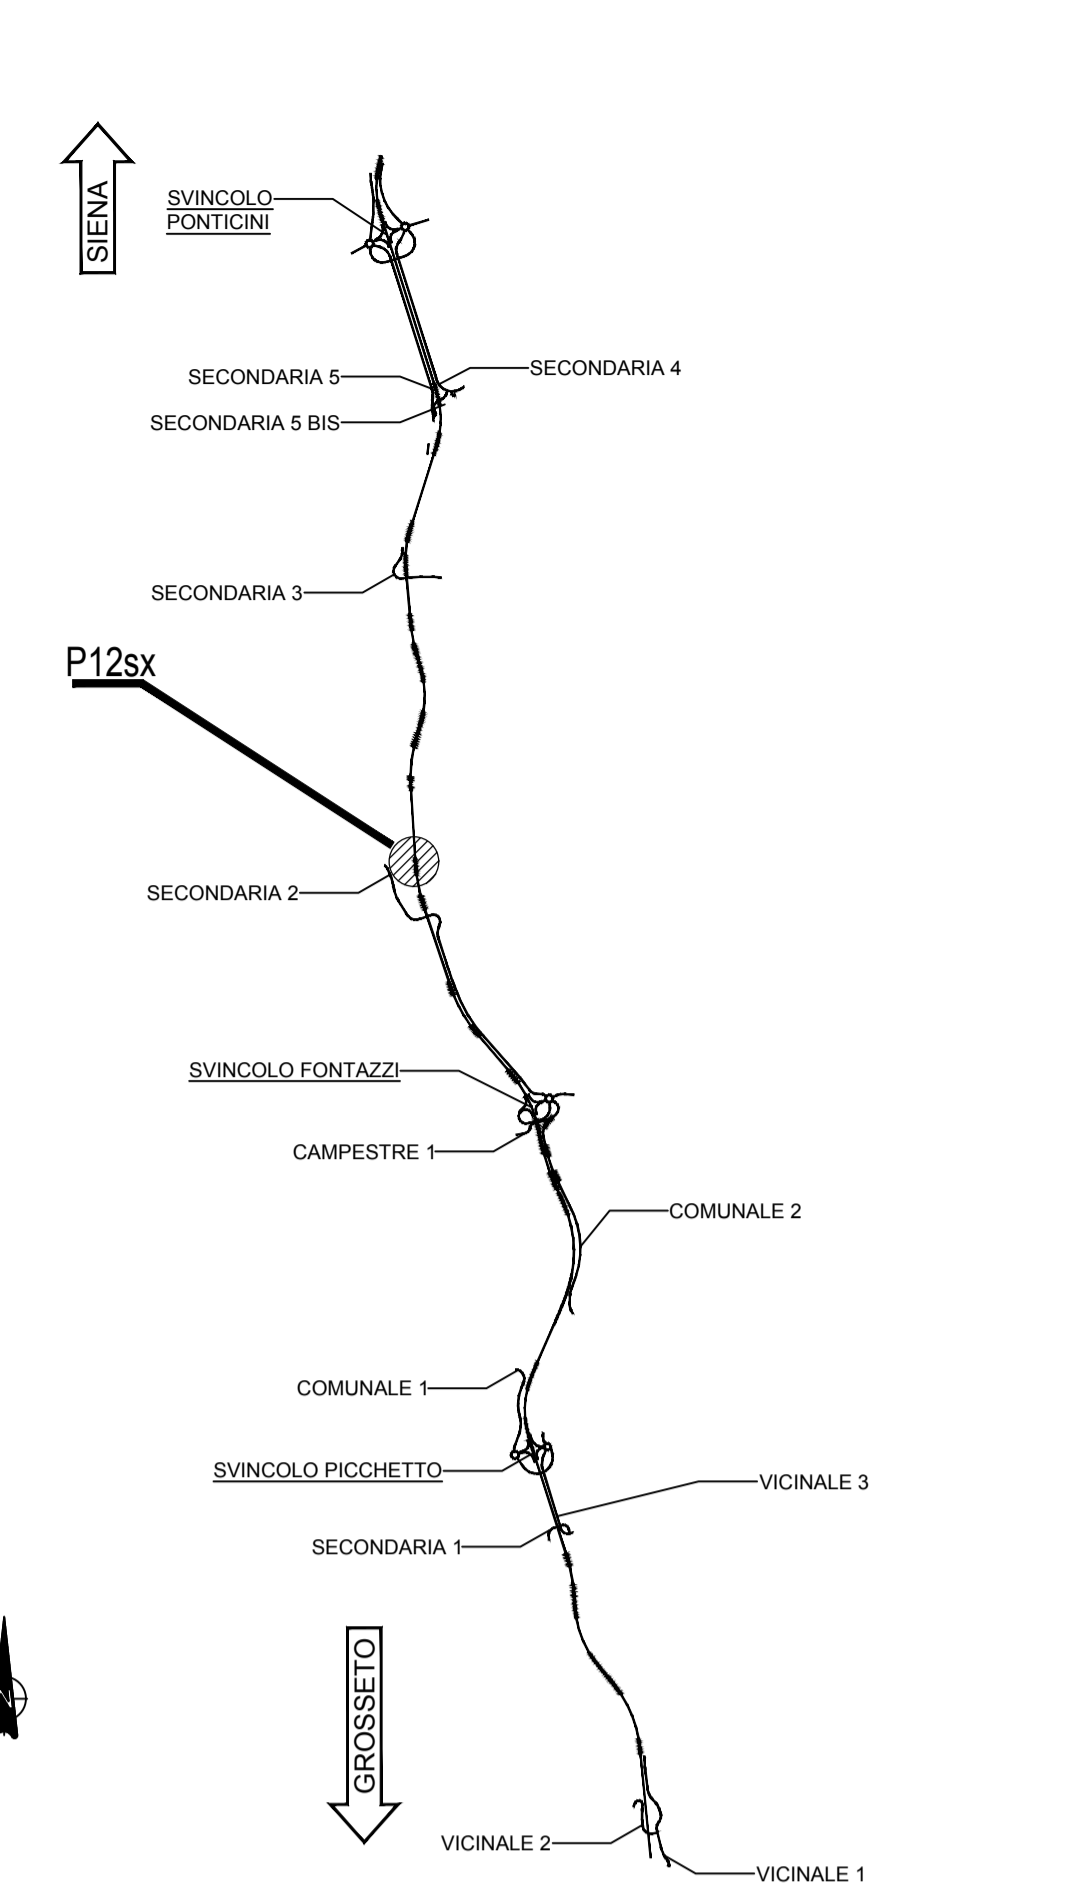 SIENA
SVINCOLO
PONTICINI
SECONDARIA 4
SECONDARIA 5
SECONDARIA 5 BIS
SECONDARIA 3
P12sx
SECONDARIA 2
SVINCOLO FONTAZZI
CAMPESTRE 1
COMUNALE 2
COMUNALE 1
SVINCOLO PICCHETTO
VICINALE 3
SECONDARIA 1
GROSSETO
VICINALE 2
VICINALE 1